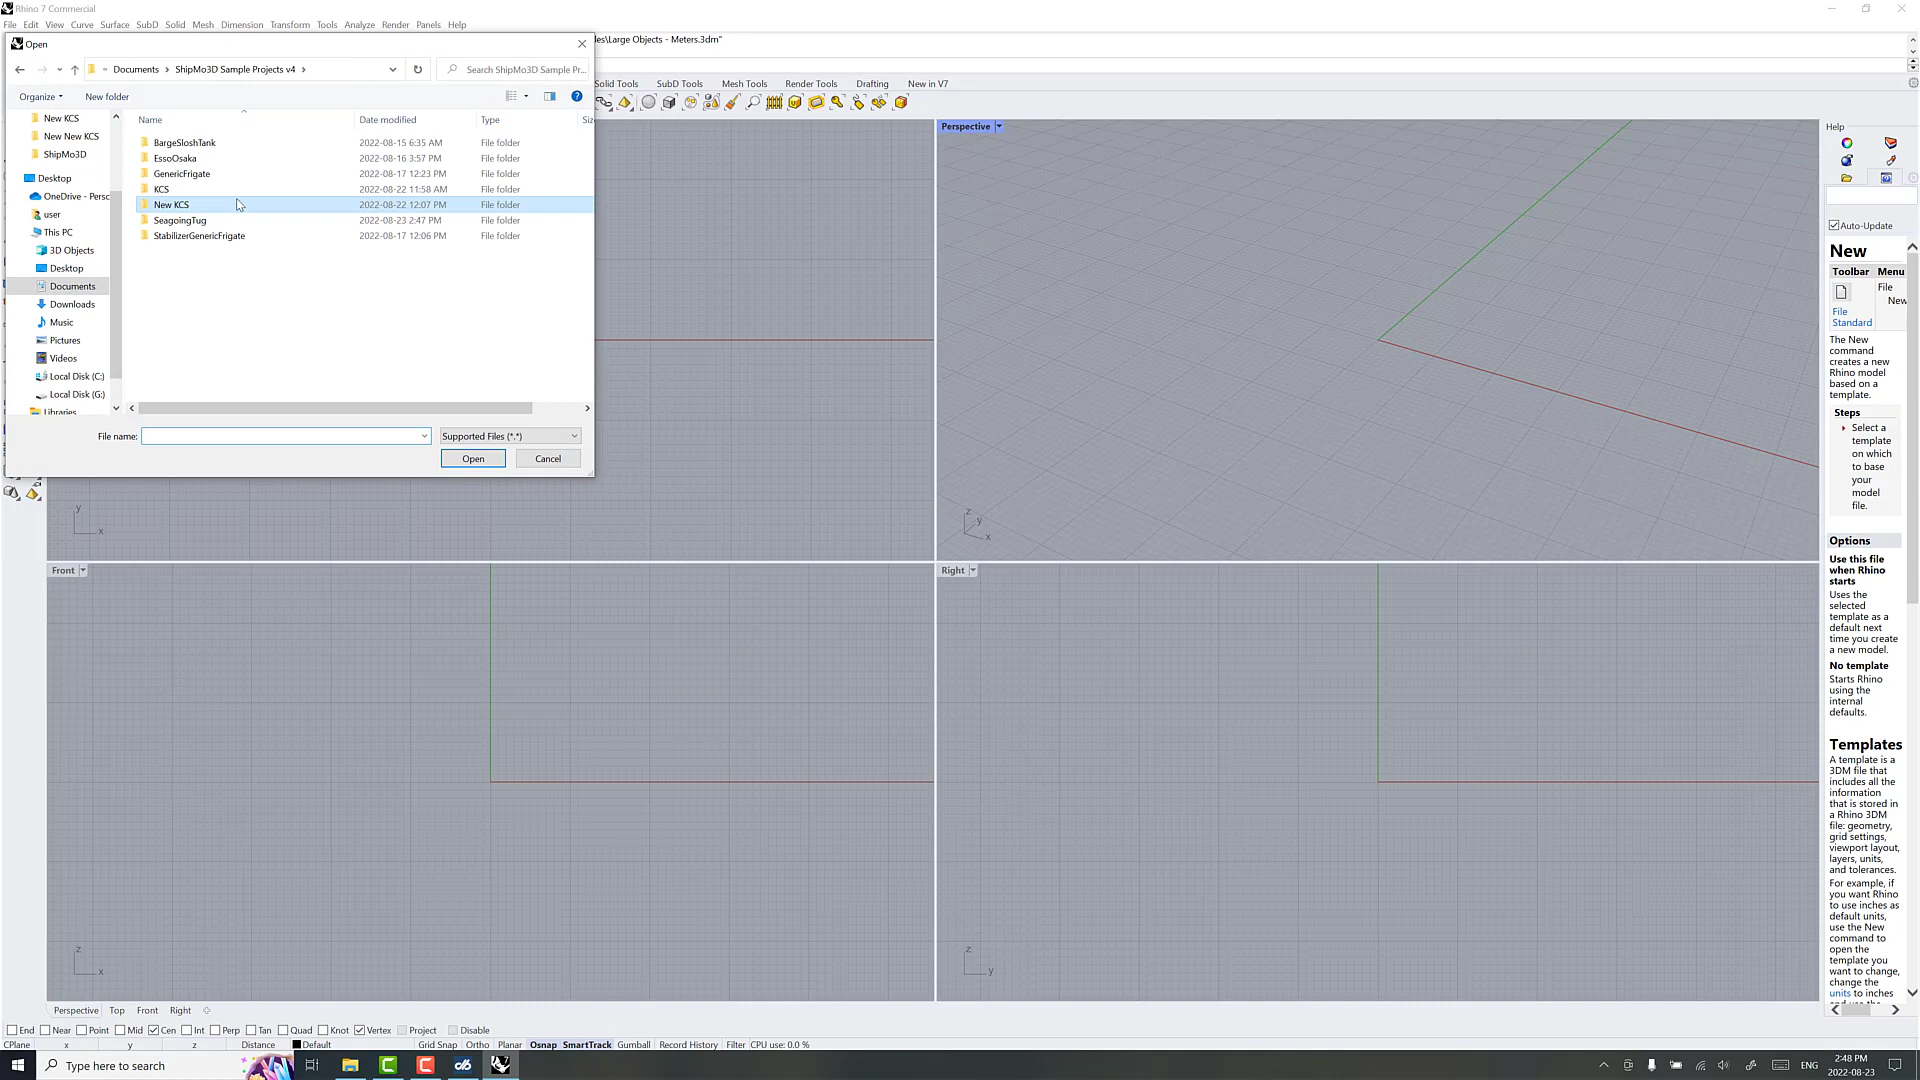 Rhino 7 Commercial
File Edit View Curve Surface SubD Solid Mesh Dimension Transform Tools Analyze Render Panels Help
les\Large Objects - Meters.3dm"
Open
« Documents › ShipMo3D Sample Projects v4 ›
Search ShipMo3D Sample Pr...
Solid Tools SubD Tools Mesh Tools Render Tools Drafting New in V7
Organize New folder
Name Date modified Type Siz
BargeSloshTank 2022-08-15 6:35 AM File folder
EssoOsaka 2022-08-16 3:57 PM File folder
GenericFrigate 2022-08-17 12:23 PM File folder
KCS 2022-08-22 11:58 AM File folder
New KCS 2022-08-22 12:07 PM File folder
SeagoingTug 2022-08-23 2:47 PM File folder
StabilizerGenericFrigate 2022-08-17 12:06 PM File folder
New KCS
New New KCS
ShipMo3D
Desktop
OneDrive - Persc
user
This PC
3D Objects
Desktop
Documents
Downloads
Music
Pictures
Videos
Local Disk (C:)
Local Disk (G:)
Libraries
File name:
Supported Files (*.*)
Open Cancel
Perspective
y
x
z
y
x
Front
z
x
Right
z
y
Help
Auto-Update
New
Toolbar Menu
File
New
File
Standard
The New
command
creates a new
Rhino model
based on a
template.
Steps
Select a
template
on which
to base
your
model
file.
Options
Use this file
when Rhino
starts
Uses the
selected
template as a
default next
time you create
a new model.
No template
Starts Rhino
using the
internal
defaults.
Templates
A template is a
3DM file that
includes all the
information
that is stored in
a Rhino 3DM
file: geometry,
grid settings,
viewport layout,
layers, units,
and tolerances.
For example, if
you want Rhino
to use inches as
default units,
use the New
command to
open the
template you
want to change,
change the
units to inches
Perspective Top Front Right
End Near Point Mid Cen Int Perp Tan Quad Knot Vertex Project Disable
CPlane x y z Distance Default Grid Snap Ortho Planar Osnap SmartTrack Gumball Record History Filter CPU use: 0.0 %
Type here to search
ENG
2:48 PM
2022-08-23